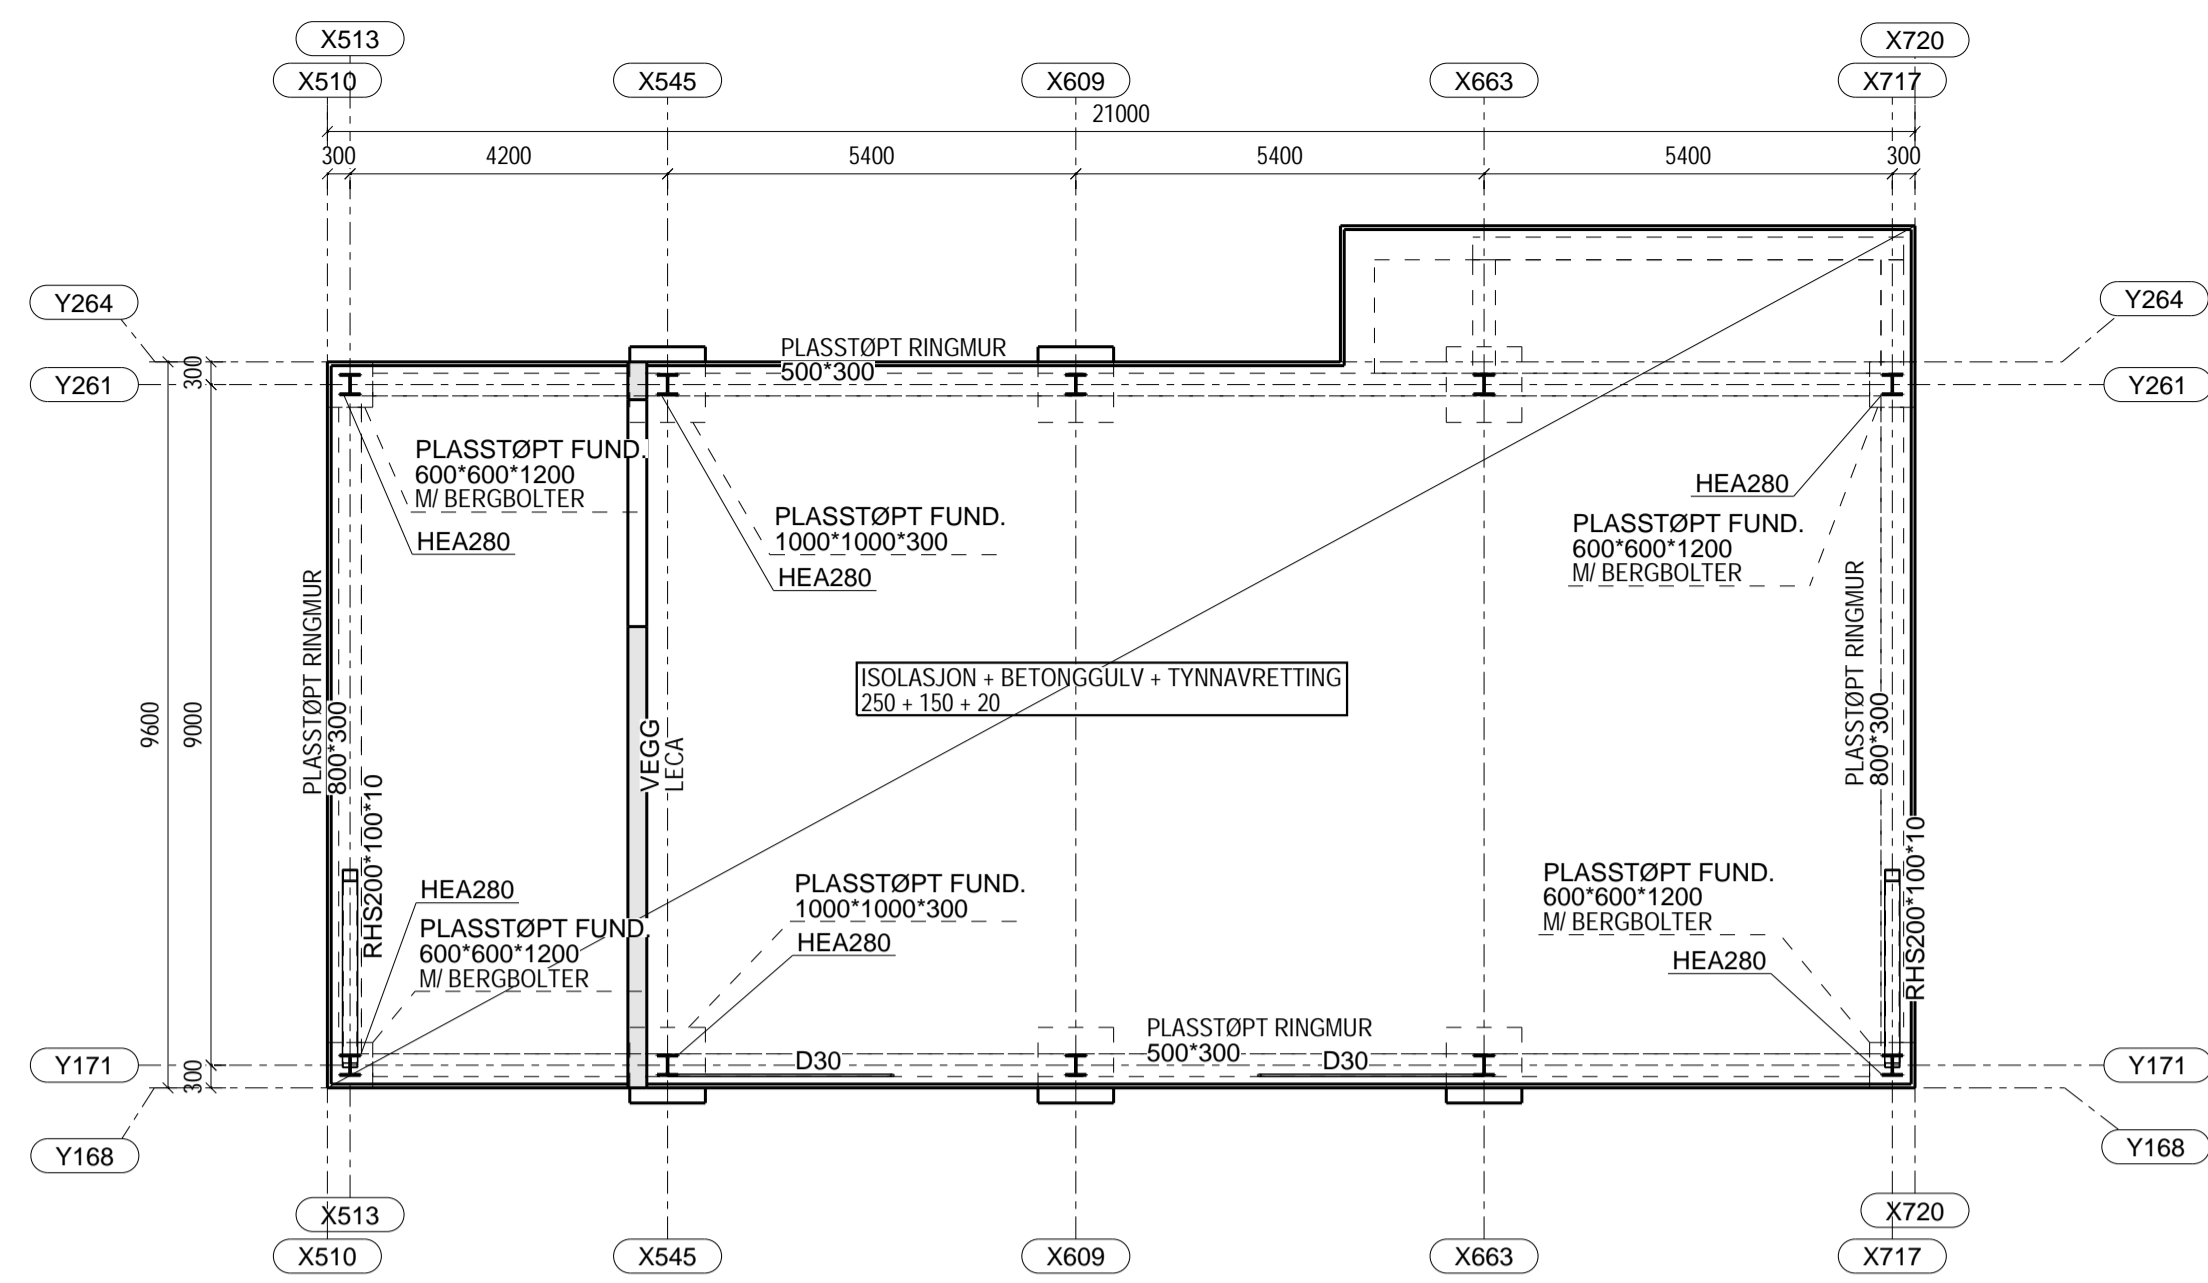 X513
X720
X510
X545
X609
X663
X717
21000
300
4200
5400
5400
5400
300
Y264
Y264
300
PLASSTØPT RINGMUR
500*300
Y261
Y261
PLASSTØPT FUND.
600*600*1200
M/ BERGBOLTER
HEA280
PLASSTØPT FUND.
1000*1000*300
HEA280
HEA280
PLASSTØPT FUND.
600*600*1200
M/ BERGBOLTER
PLASSTØPT RINGMUR
800*300
PLASSTØPT RINGMUR
800*300
9600
9000
ISOLASJON + BETONGGULV + TYNNAVRETTING
250 + 150 + 20
VEGG
LECA
RHS200*100*10
RHS200*100*10
HEA280
PLASSTØPT FUND.
600*600*1200
M/ BERGBOLTER
PLASSTØPT FUND.
1000*1000*300
HEA280
PLASSTØPT FUND.
600*600*1200
M/ BERGBOLTER
HEA280
PLASSTØPT RINGMUR
500*300
D30
D30
Y171
Y171
300
Y168
Y168
X513
X720
X510
X545
X609
X663
X717